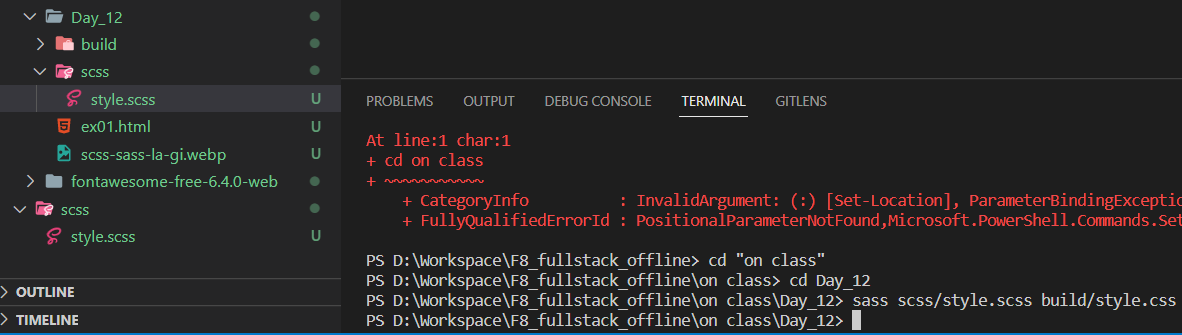 Day_12
build
scss
style.scss U
ex01.html U
scss-sass-la-gi.webp U
fontawesome-free-6.4.0-web
scss
style.scss U
OUTLINE
TIMELINE
PROBLEMS OUTPUT DEBUG CONSOLE TERMINAL GITLENS
At line:1 char:1
+ cd on class
+ ~~~~~~~~~~~
+ CategoryInfo : InvalidArgument: (:) [Set-Location], ParameterBindingExceptio
+ FullyQualifiedErrorId : PositionalParameterNotFound,Microsoft.PowerShell.Commands.Set
PS D:\Workspace\F8_fullstack_offline> cd "on class"
PS D:\Workspace\F8_fullstack_offline\on class> cd Day_12
PS D:\Workspace\F8_fullstack_offline\on class\Day_12> sass scss/style.scss build/style.css
PS D:\Workspace\F8_fullstack_offline\on class\Day_12>